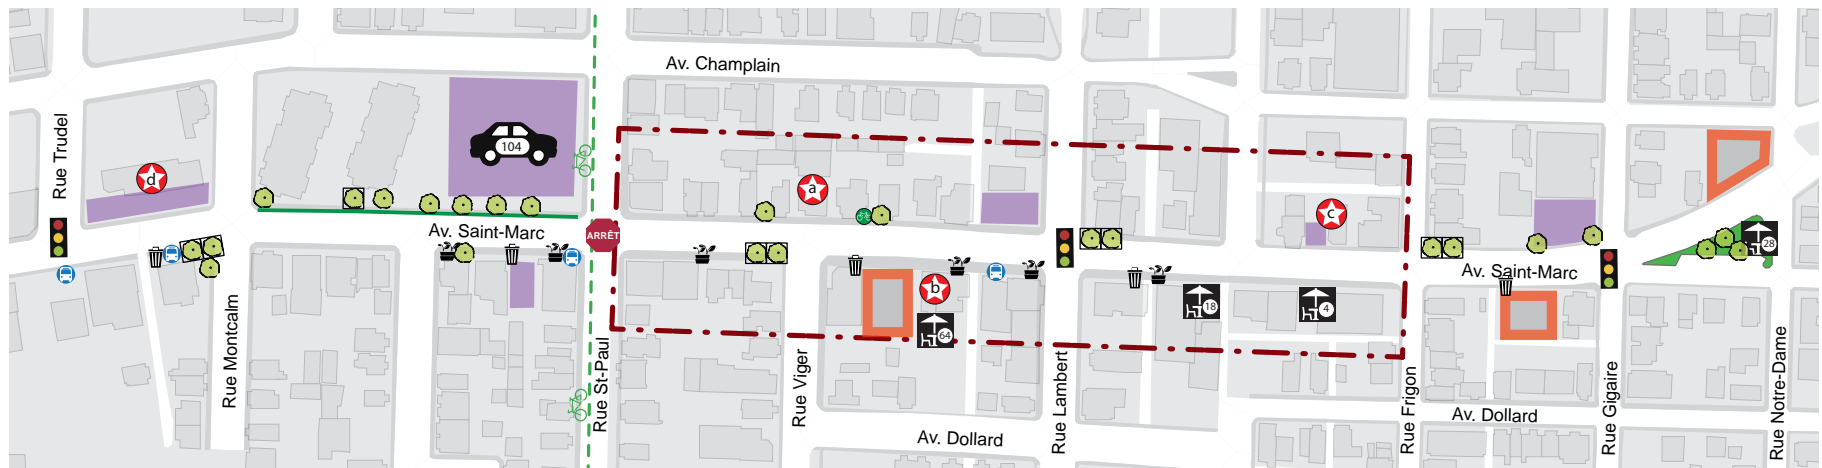 Av. Champlain
Rue Trudel
104
d
a
c
Av. Saint-Marc
ARRÊT
28
Av. Saint-Marc
b
18
4
64
Rue Montcalm
Rue St-Paul
Rue Viger
Rue Lambert
Rue Frigon
Rue Gigaire
Rue Notre-Dame
Av. Dollard
Av. Dollard